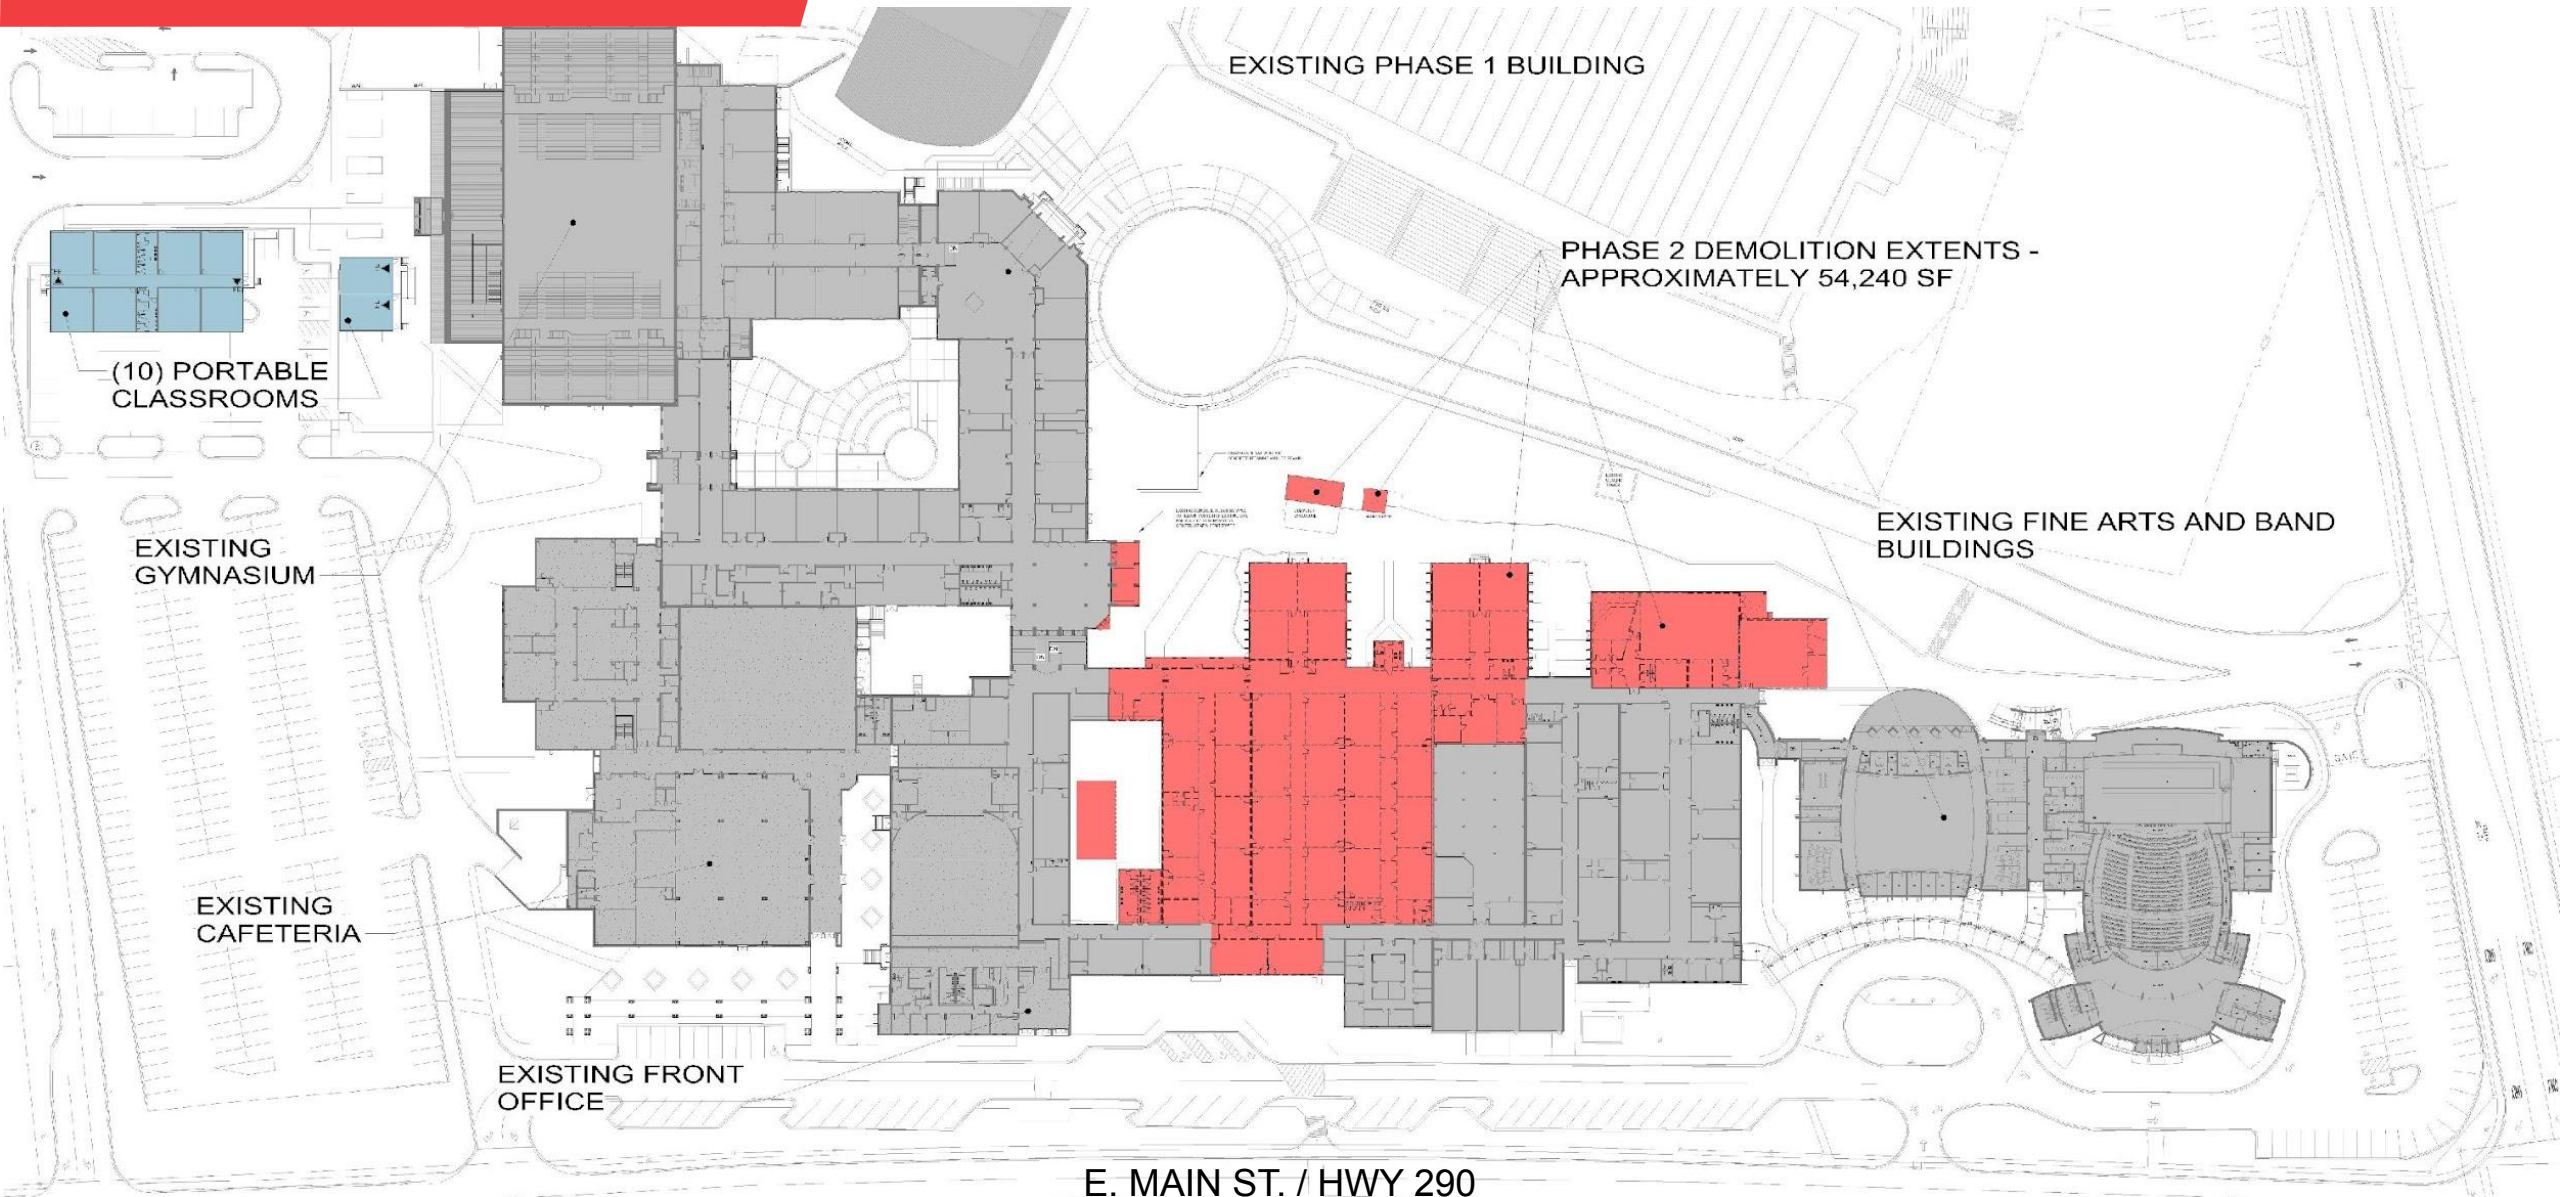 EXISTING PHASE 1 BUILDING
PHASE 2 DEMOLITION EXTENTS -
APPROXIMATELY 54,240 SF
(10) PORTABLE
CLASSROOMS
EXISTING FINE ARTS AND BAND
BUILDINGS
EXISTING
GYMNASIUM
EXISTING
CAFETERIA
EXISTING FRONT
OFFICE
E. MAIN ST. / HWY 290